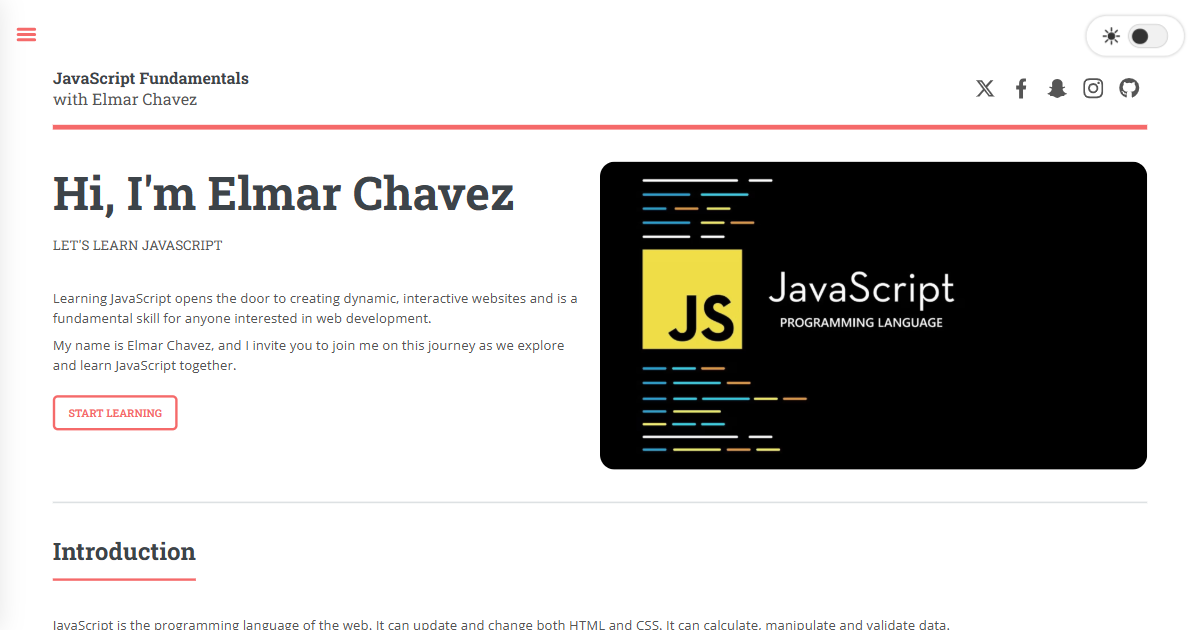 JavaScript Fundamentals
with Elmar Chavez
Hi, I'm Elmar Chavez
LET'S LEARN JAVASCRIPT
Learning JavaScript opens the door to creating dynamic, interactive websites and is a
fundamental skill for anyone interested in web development.
My name is Elmar Chavez, and I invite you to join me on this journey as we explore
and learn JavaScript together.
START LEARNING
JS
JavaScript
PROGRAMMING LANGUAGE
Introduction
JavaScript is the programming language of the web. It can update and change both HTML and CSS. It can calculate, manipulate and validate data.